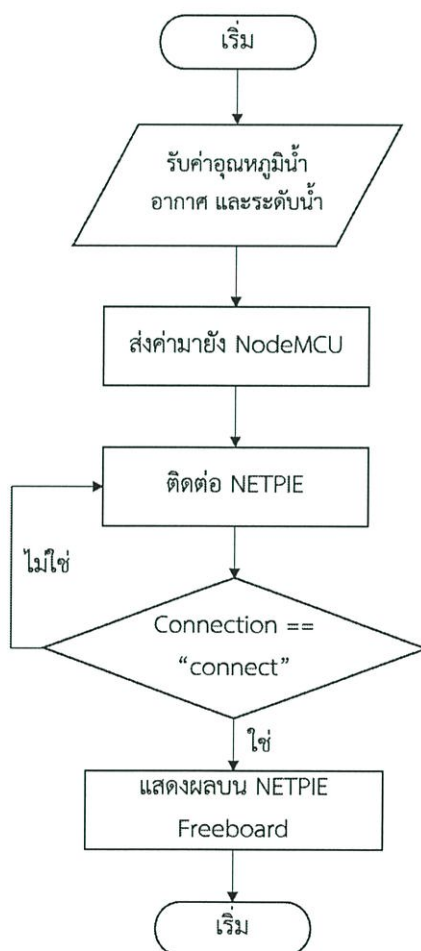 เริ่ม
รับค่าอุณหภูมิน้ำ
อากาศ และระดับน้ำ
ส่งค่ามายัง NodeMCU
ติดต่อ NETPIE
ไม่ใช่
Connection ==
“connect”
ใช่
แสดงผลบน NETPIE
Freeboard
เริ่ม